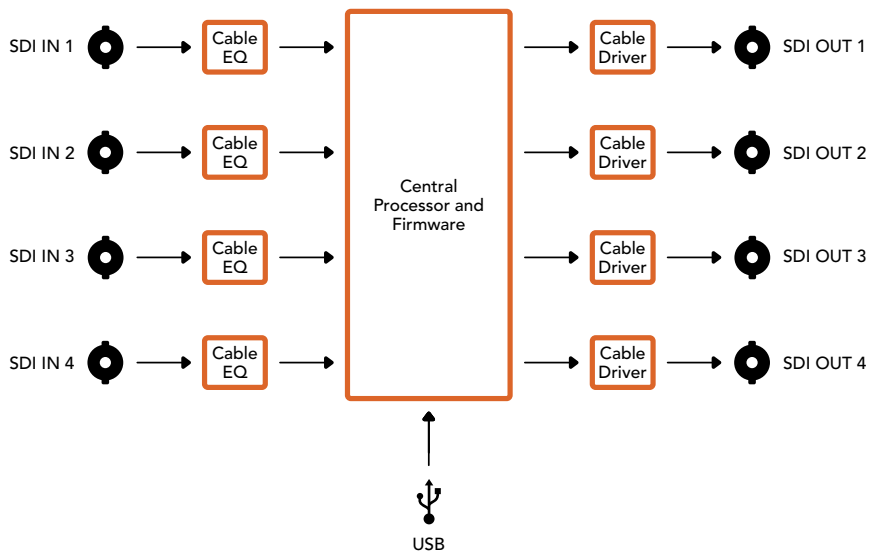 SDI IN 1
Cable
EQ
Cable
Driver
SDI OUT 1
SDI IN 2
Cable
EQ
Cable
Driver
SDI OUT 2
Central
Processor and
Firmware
SDI IN 3
Cable
EQ
Cable
Driver
SDI OUT 3
SDI IN 4
Cable
EQ
Cable
Driver
SDI OUT 4
USB